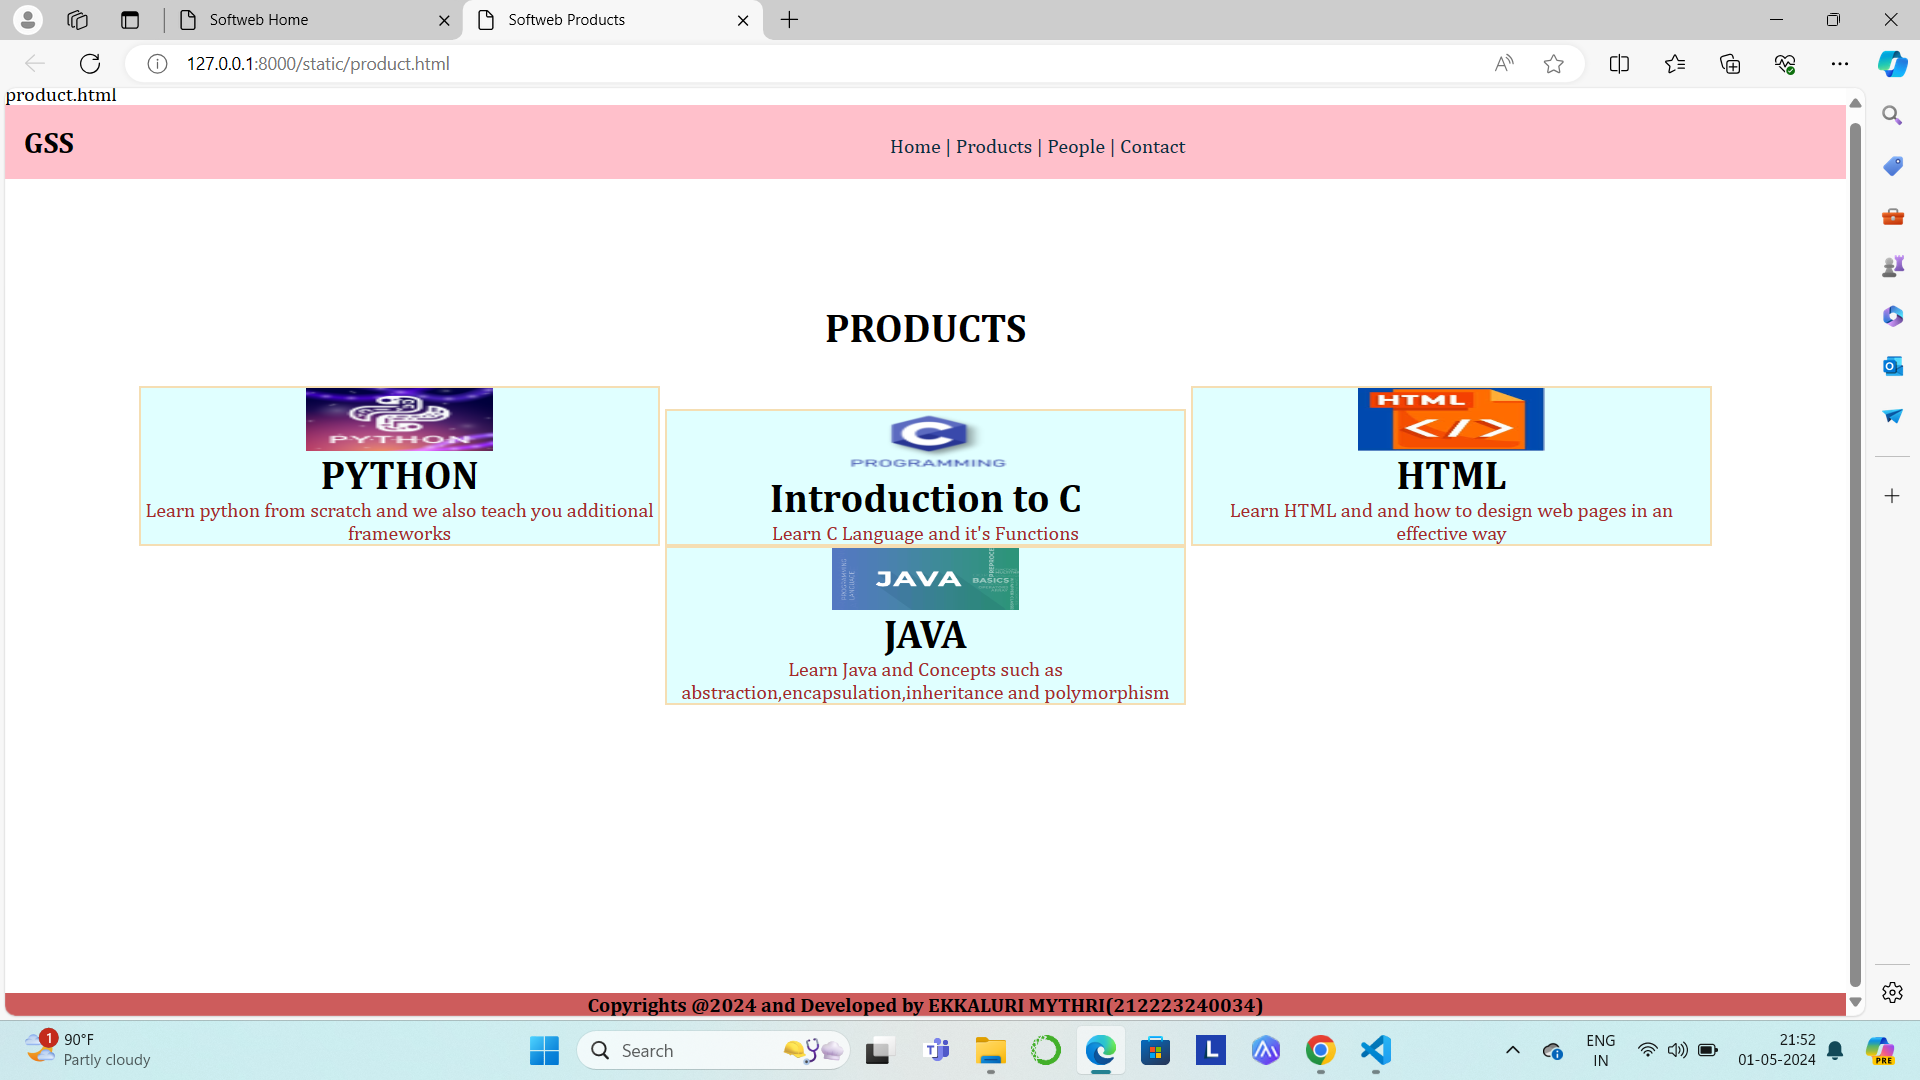 Softweb Home
Softweb Products
127.0.0.1:8000/static/product.html
product.html
GSS
Home | Products | People | Contact
PRODUCTS
PYTHON
PYTHON
Learn python from scratch and we also teach you additional
frameworks
C
PROGRAMMING
Introduction to C
Learn C Language and it's Functions
HTML
</>
HTML
Learn HTML and and how to design web pages in an
effective way
PROGRAMMING
LANGUAGE
JAVA
BASICS
JAVA
Learn Java and Concepts such as
abstraction,encapsulation,inheritance and polymorphism
Copyrights @2024 and Developed by EKKALURI MYTHRI(212223240034)
1
90°F
Partly cloudy
Search
L
ENG
IN
21:52
01-05-2024
PRE